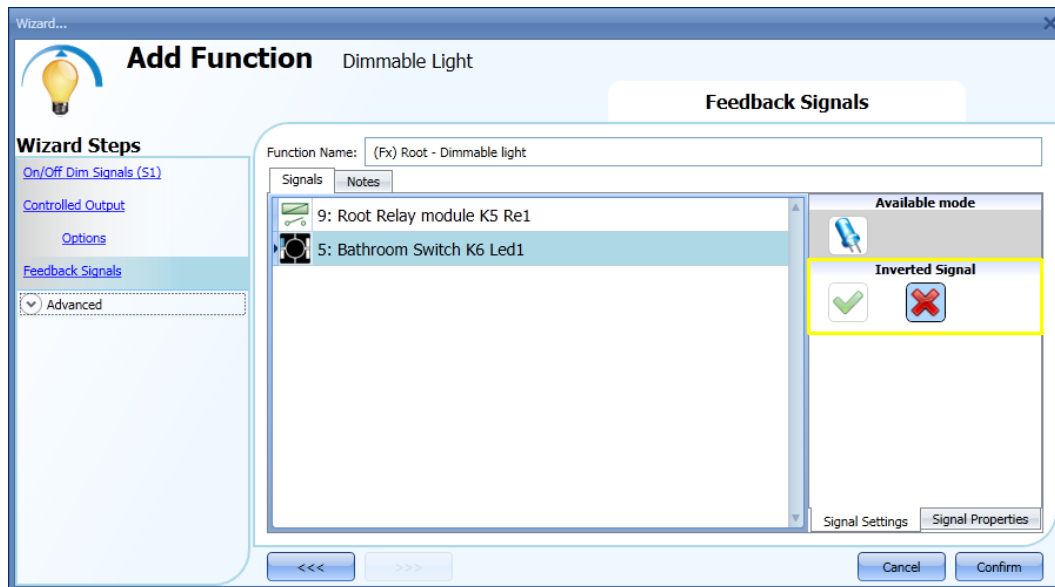 Wizard...
Add Function Dimmable Light
Feedback Signals
Wizard Steps
On/Off Dim Signals (S1)
Controlled Output
Options
Feedback Signals
Advanced
Function Name: (Fx) Root - Dimmable light
Signals Notes
9: Root Relay module K5 Re1
5: Bathroom Switch K6 Led1
Available mode
Inverted Signal
Signal Settings Signal Properties
<<< >>> Cancel Confirm